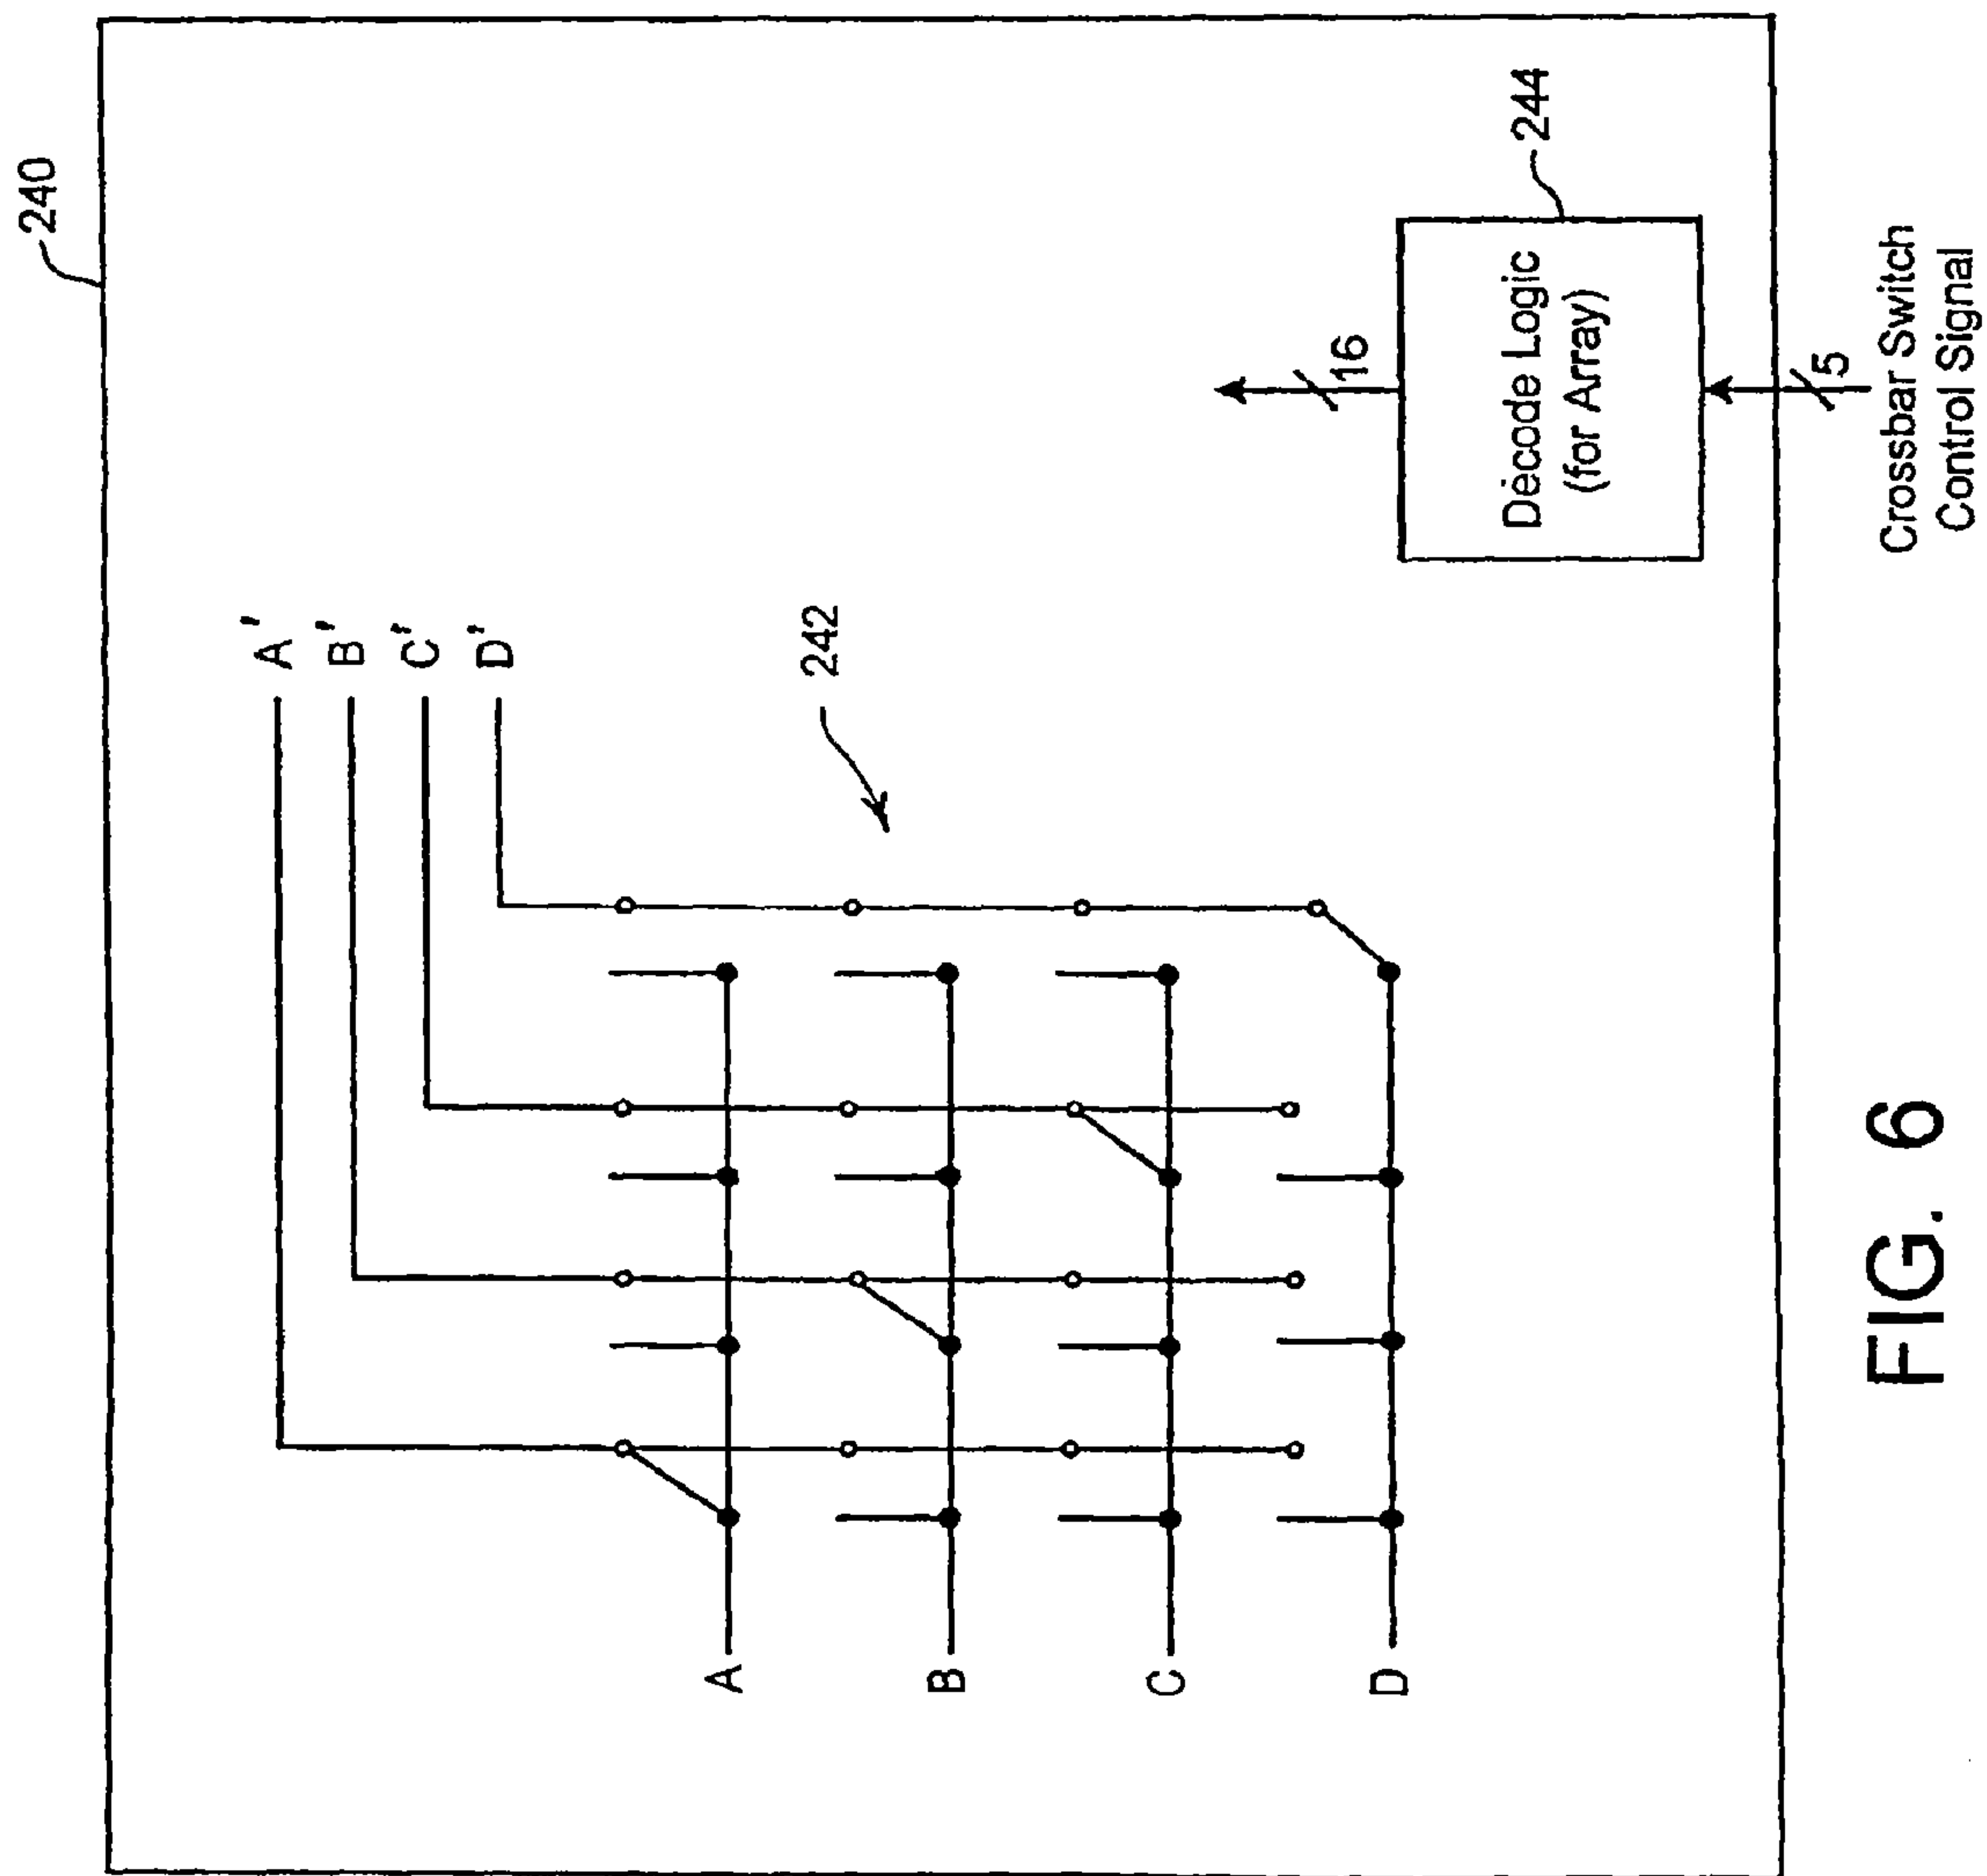 240
A'
B'
C'
D'
242
A
B
C
D
16
244
Decode Logic
(for Array)
5
Crossbar Switch
Control Signal
FIG. 6